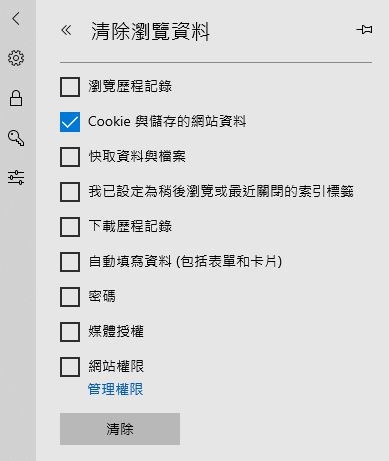 清除瀏覽資料
瀏覽歷程記錄
Cookie 與儲存的網站資料
快取資料與檔案
我已設定為稍後瀏覽或最近關閉的索引標籤
下載歷程記錄
自動填寫資料 (包括表單和卡片)
密碼
媒體授權
網站權限
管理權限
清除